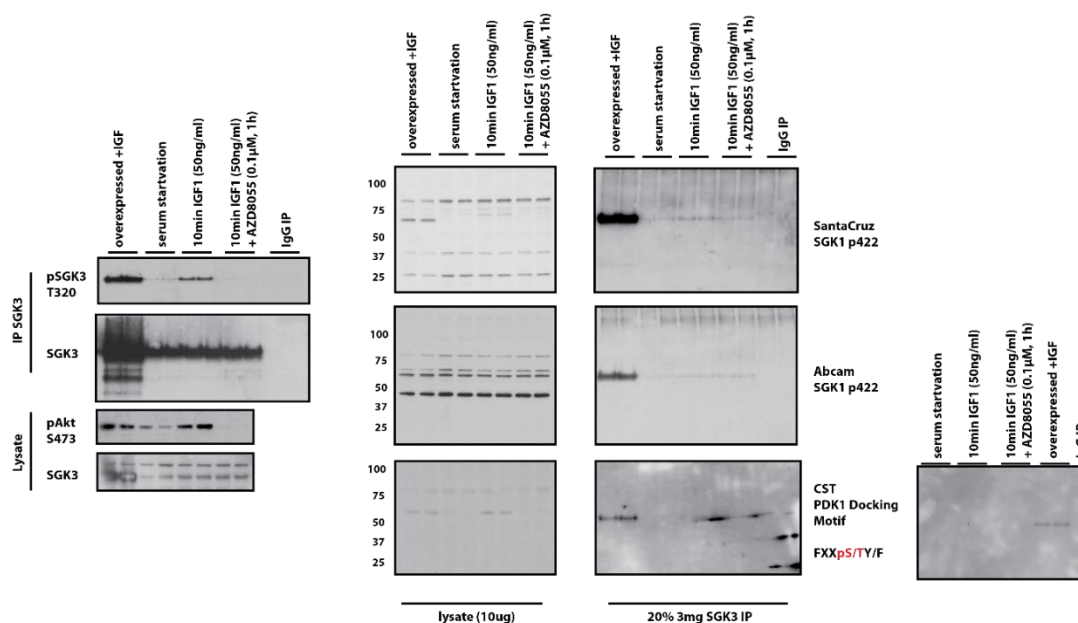 overexpressed +IGF
serum startvation
10min IGF1 (50ng/ml)
10min IGF1 (50ng/ml)
+ AZD8055 (0.1µM, 1h)
IgG IP
IP SGK3
pSGK3
T320
SGK3
Lysate
pAkt
S473
SGK3
overexpressed +IGF
serum startvation
10min IGF1 (50ng/ml)
10min IGF1 (50ng/ml)
+ AZD8055 (0.1µM, 1h)
100
75
50
37
25
100
75
50
37
25
100
75
50
37
25
lysate (10ug)
overexpressed +IGF
serum startvation
10min IGF1 (50ng/ml)
10min IGF1 (50ng/ml)
+ AZD8055 (0.1µM, 1h)
IgG IP
SantaCruz
SGK1 p422
Abcam
SGK1 p422
CST
PDK1 Docking
Motif
FXXpS/TY/F
20% 3mg SGK3 IP
serum startvation
10min IGF1 (50ng/ml)
10min IGF1 (50ng/ml)
+ AZD8055 (0.1µM, 1h)
overexpressed +IGF